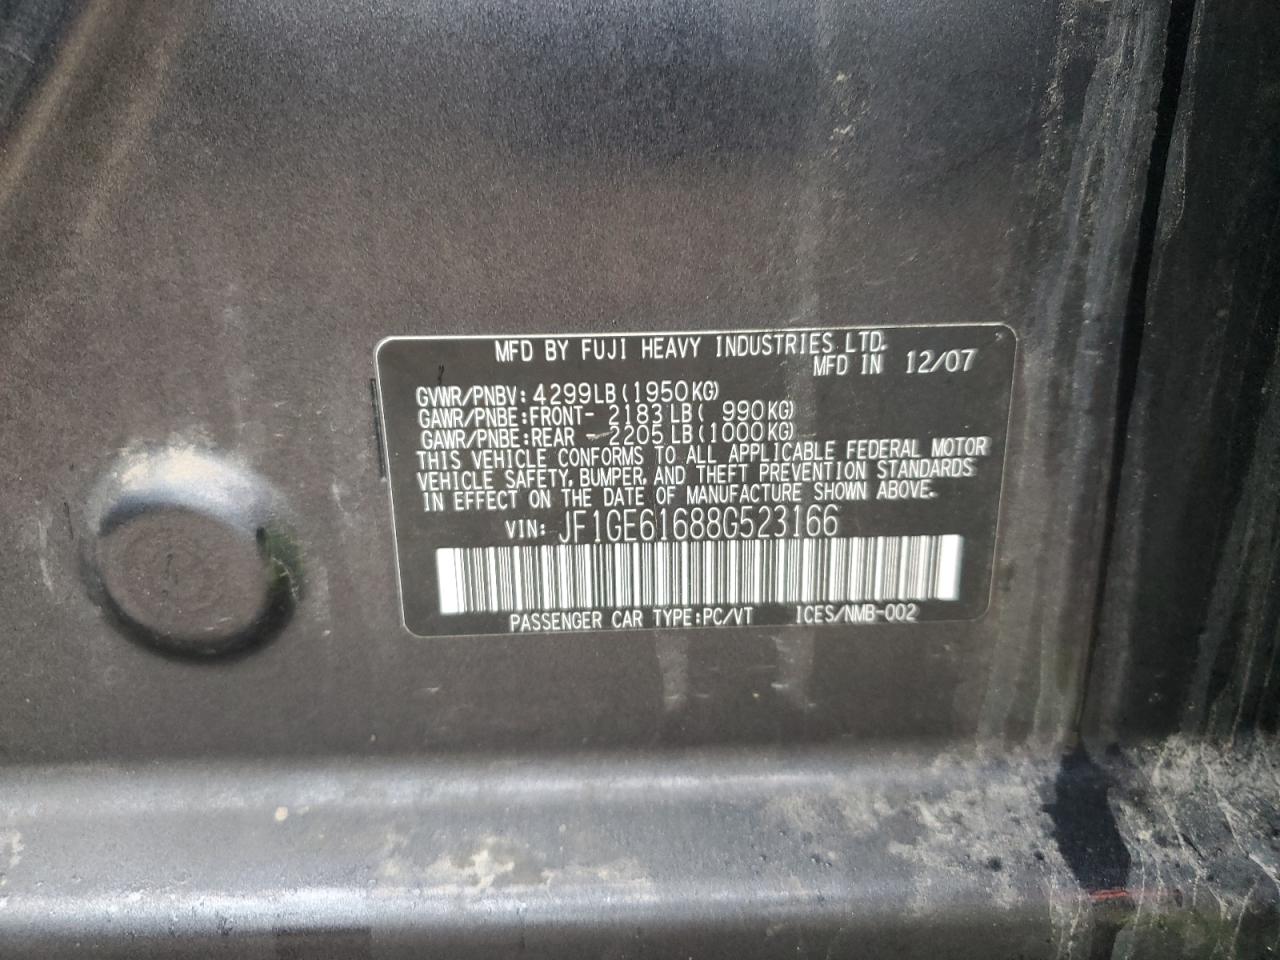 MFD BY FUJI HEAVY INDUSTRIES LTD.
MFD IN 12/07
GVWR/PNBV: 4299LB(1950KG)
GAWR/PNBE:FRONT- 2183LB( 990KG)
GAWR/PNBE:REAR - 2205LB(1000KG)
THIS VEHICLE CONFORMS TO ALL APPLICABLE FEDERAL MOTOR
VEHICLE SAFETY, BUMPER, AND THEFT PREVENTION STANDARDS
IN EFFECT ON THE DATE OF MANUFACTURE SHOWN ABOVE.
VIN: JF1GE61688G523166
PASSENGER CAR TYPE:PC/VT ICES/NMB-002